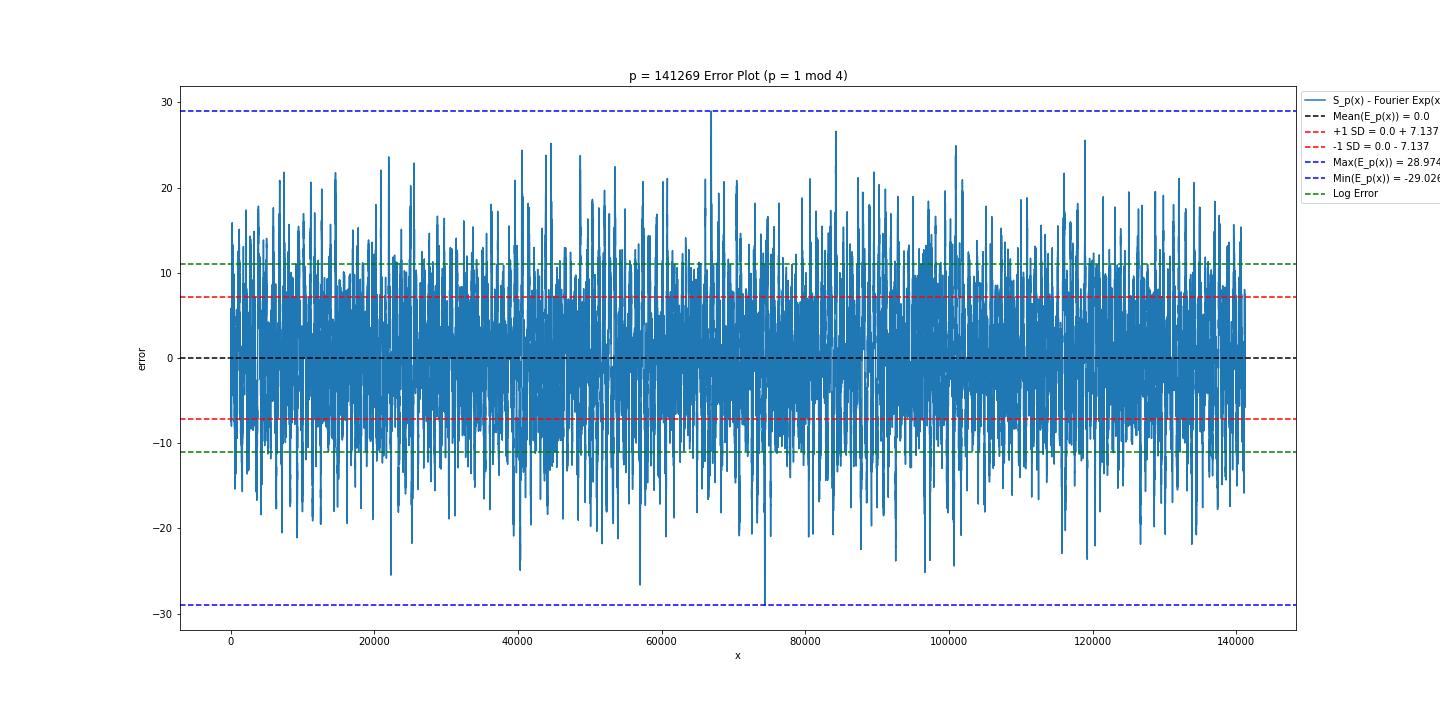 p = 141269 Error Plot (p = 1 mod 4)
S_p(x) - Fourier Exp(x
Mean(E_p(x)) = 0.0
+1 SD = 0.0 + 7.137
-1 SD = 0.0 - 7.137
Max(E_p(x)) = 28.974
Min(E_p(x)) = -29.026
Log Error
30
20
10
0
−10
−20
−30
error
0 20000 40000 60000 80000 100000 120000 140000
x